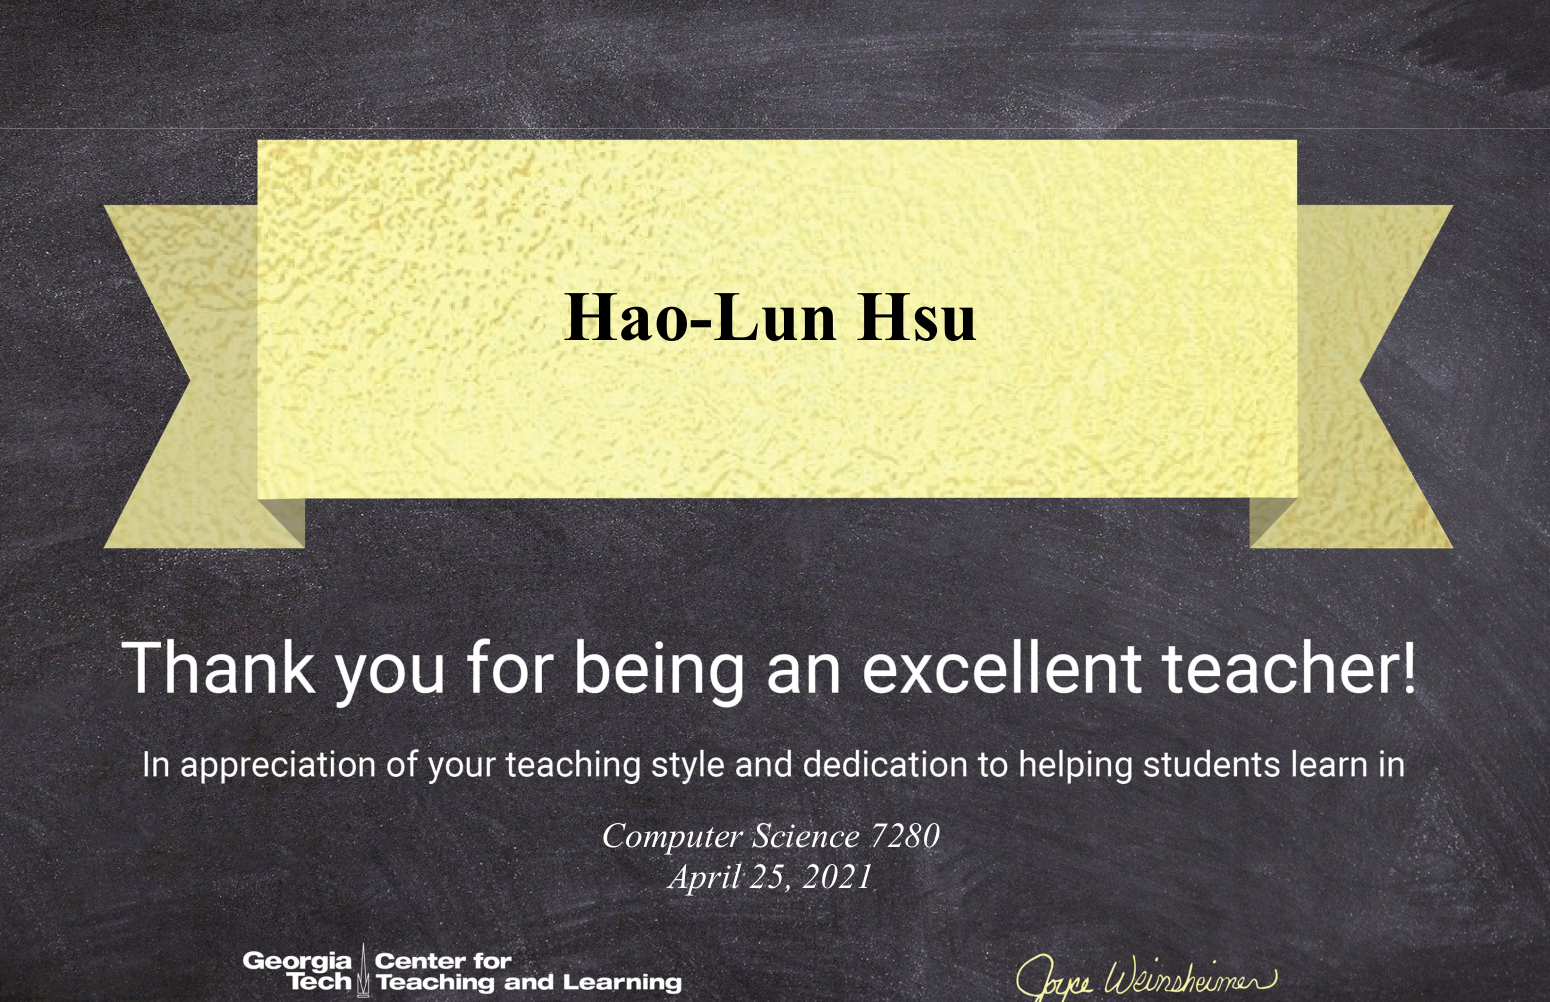 Hao-Lun Hsu
Thank you for being an excellent teacher!
In appreciation of your teaching style and dedication to helping students learn in
Computer Science 7280
April 25, 2021
Georgia Tech
Center for Teaching and Learning
Joyce Weinsheimer